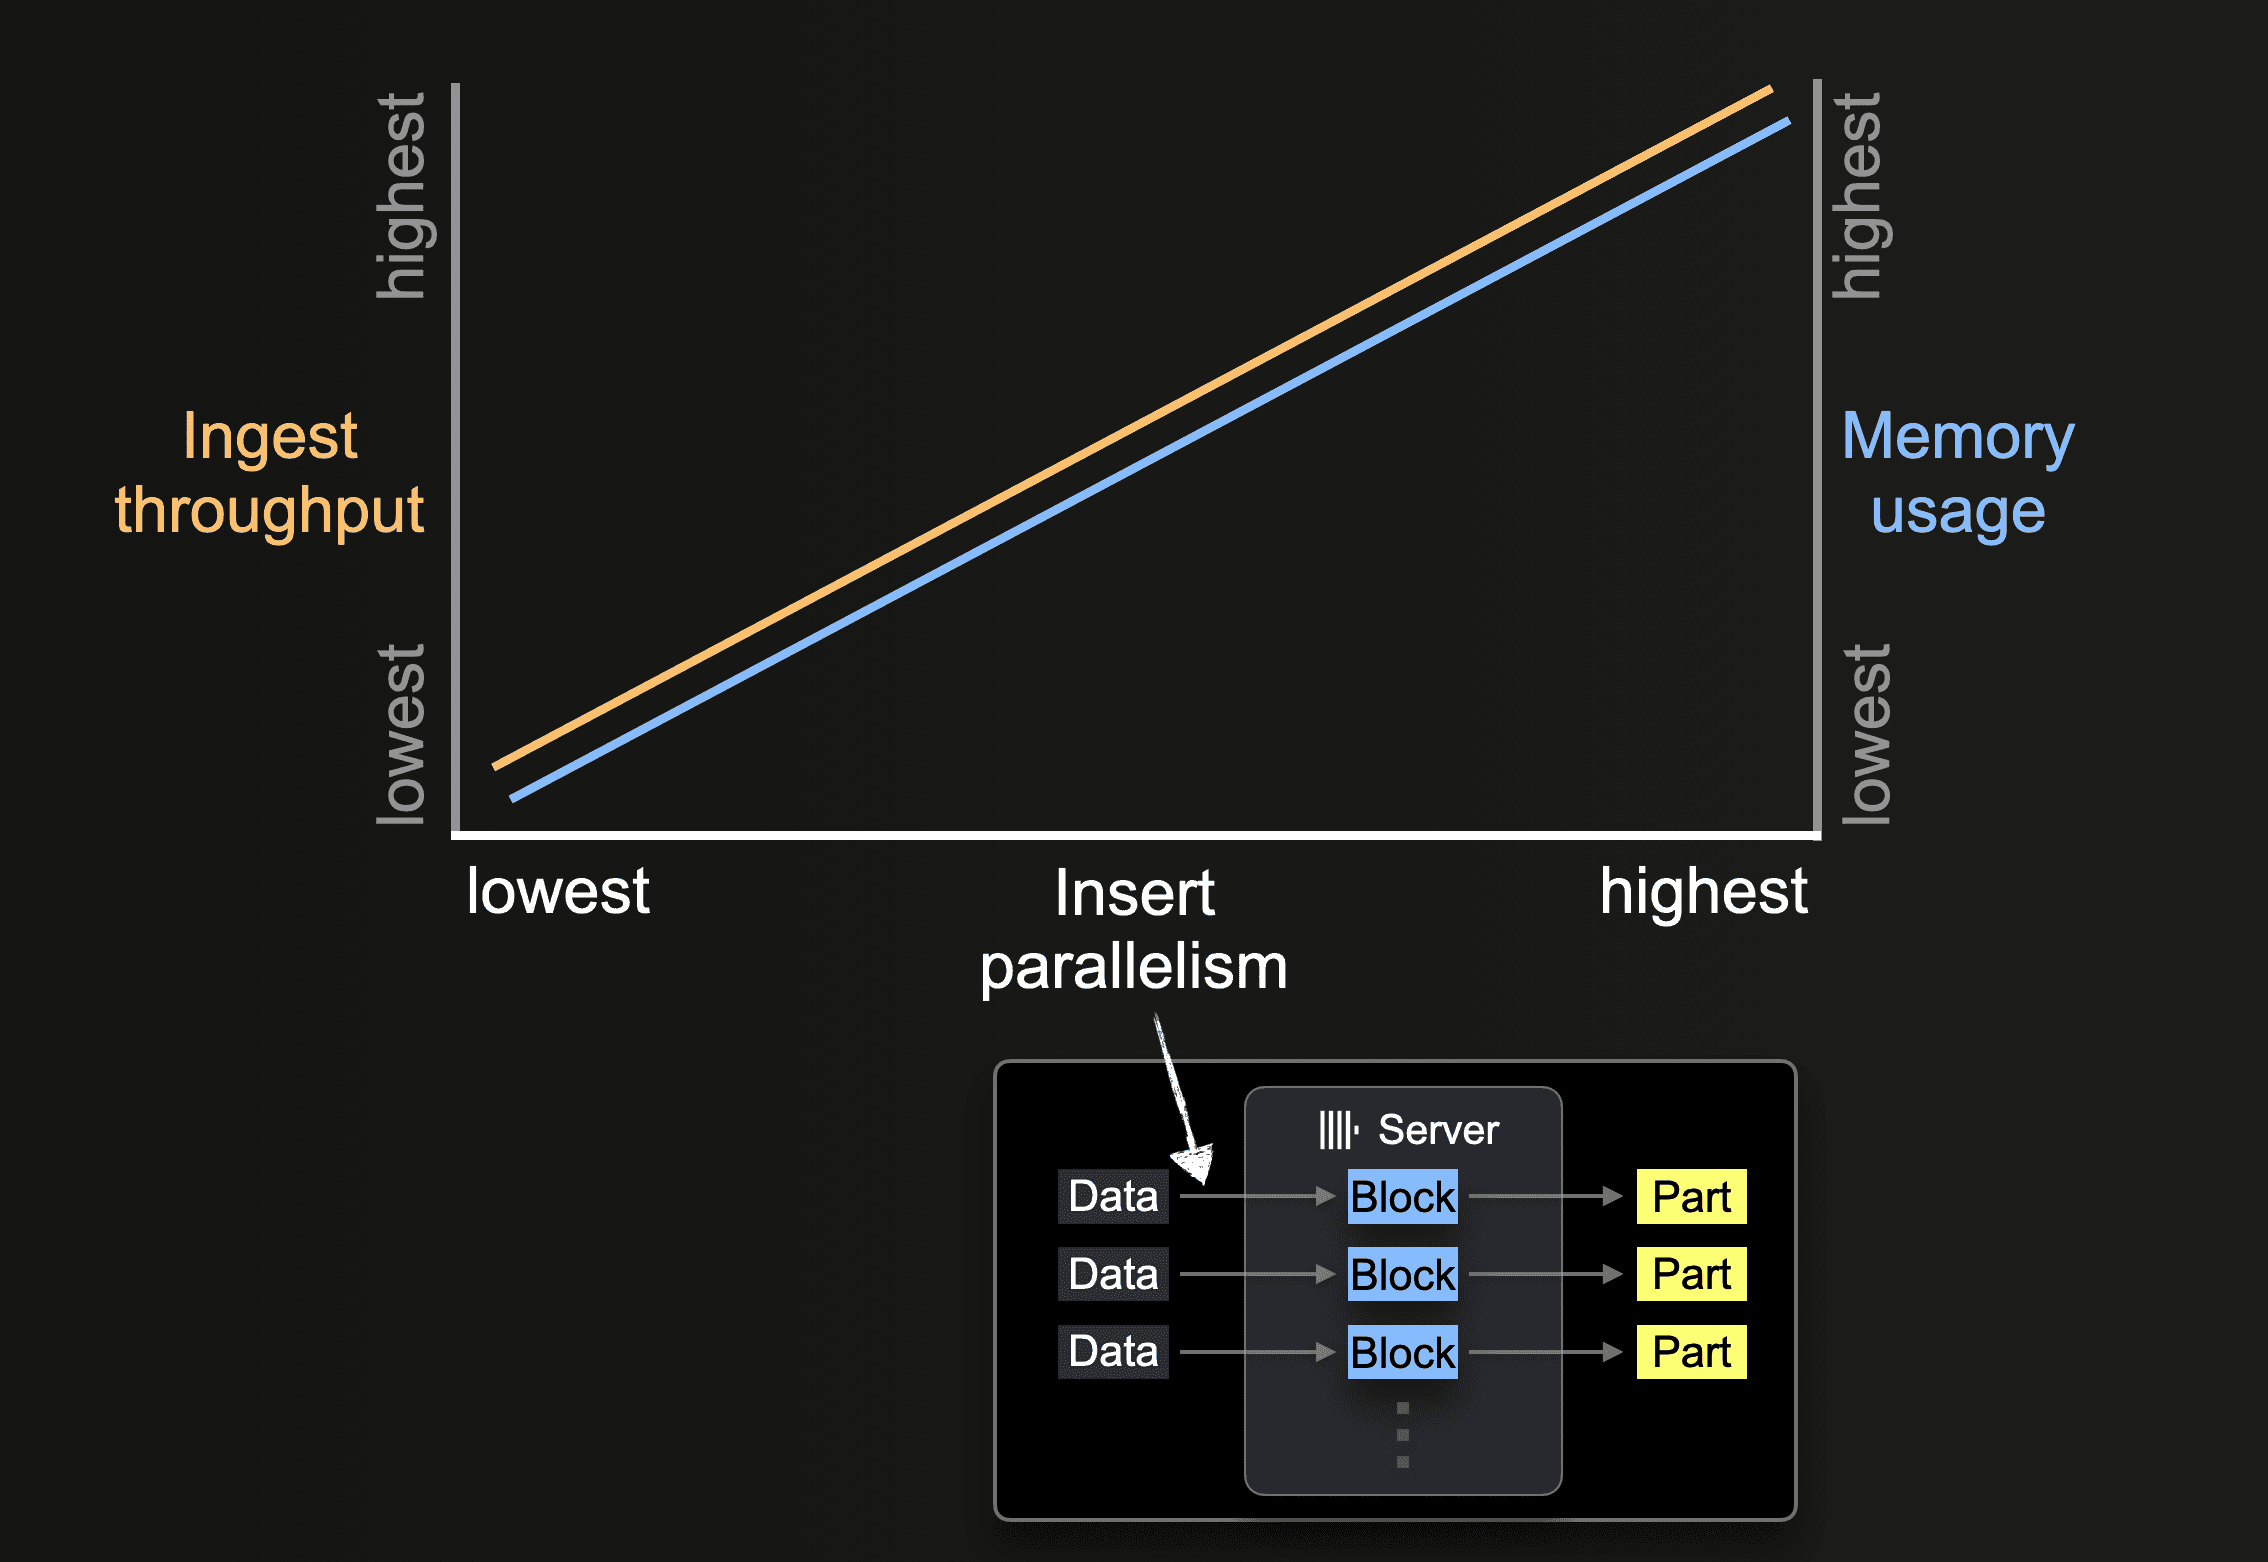 highest
highest
Ingest
throughput
Memory
usage
lowest
lowest
lowest
Insert
parallelism
highest
Server
Data
Block
Part
Data
Block
Part
Data
Block
Part